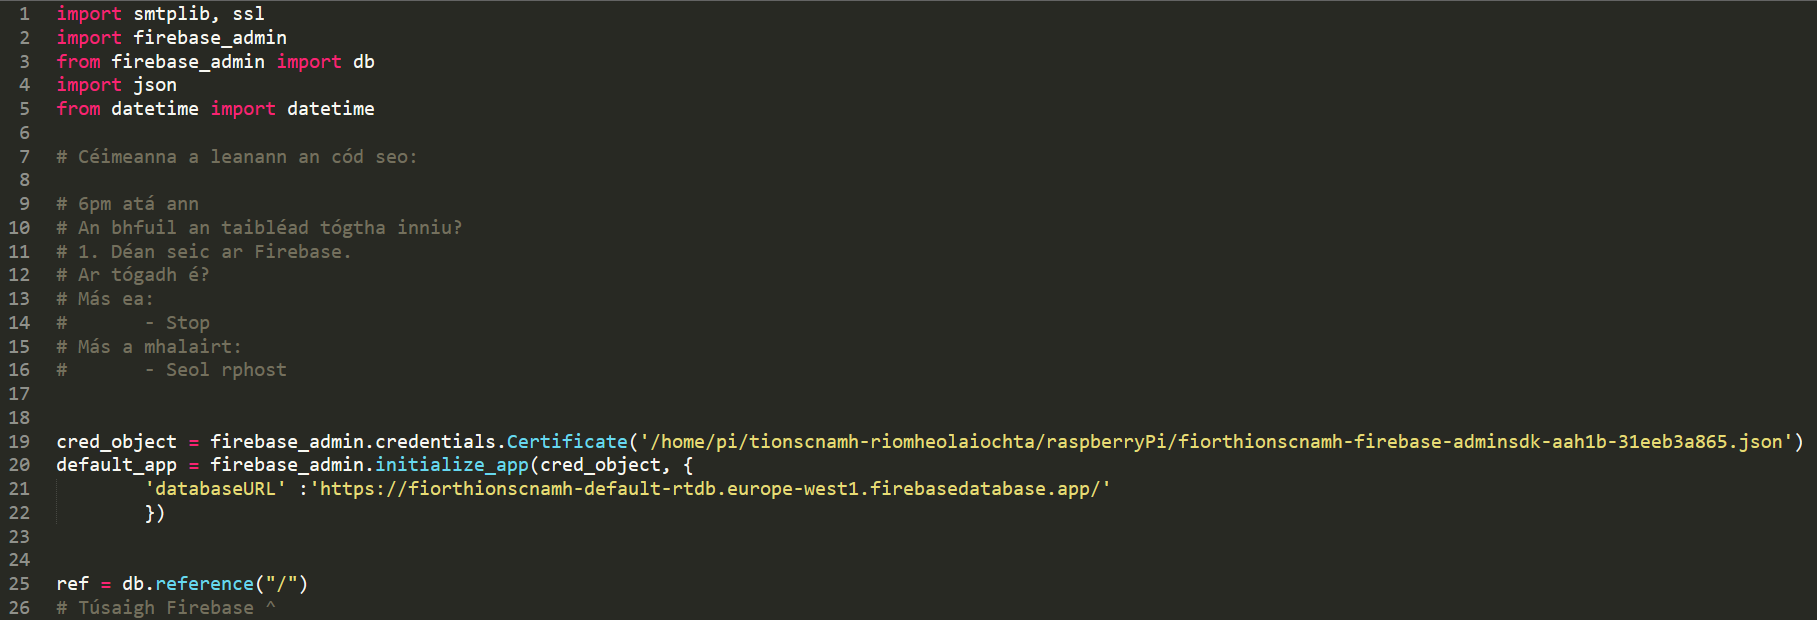 1 import smtplib, ssl
2 import firebase_admin
3 from firebase_admin import db
4 import json
5 from datetime import datetime
6
7 # Céimeanna a leanann an cód seo:
8
9 # 6pm atá ann
10 # An bhfuil an taibléad tógtha inniu?
11 # 1. Déan seic ar Firebase.
12 # Ar tógadh é?
13 # Más ea:
14 #       - Stop
15 # Más a mhalairt:
16 #       - Seol rphost
17
18
19 cred_object = firebase_admin.credentials.Certificate('/home/pi/tionscnamh-riomheolaiochta/raspberryPi/fiorthionscnamh-firebase-adminsdk-aah1b-31eeb3a865.json')
20 default_app = firebase_admin.initialize_app(cred_object, {
21         'databaseURL' :'https://fiorthionscnamh-default-rtdb.europe-west1.firebasedatabase.app/'
22         })
23
24
25 ref = db.reference("/")
26 # Túsaigh Firebase ^